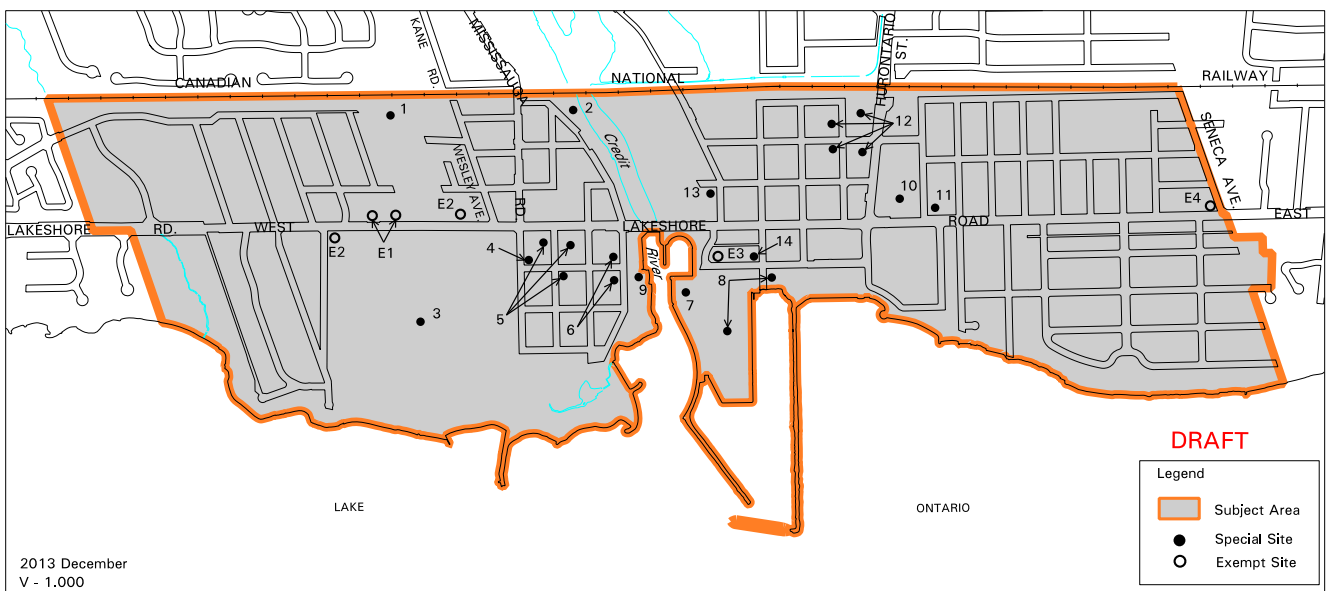 KANE
RD.
MISSISSAUGA
HURONTARIO
ST.
CANADIAN
NATIONAL
RAILWAY
1
2
12
Credit
WESLEY AVE.
SENECA AVE.
13
10
11
E2
RD.
E4
LAKESHORE
RD.
WEST
LAKESHORE
ROAD
EAST
E2
E1
4
River
E3
14
9
7
8
5
6
3
DRAFT
Legend
Subject Area
Special Site
Exempt Site
LAKE
ONTARIO
2013 December
V - 1.000